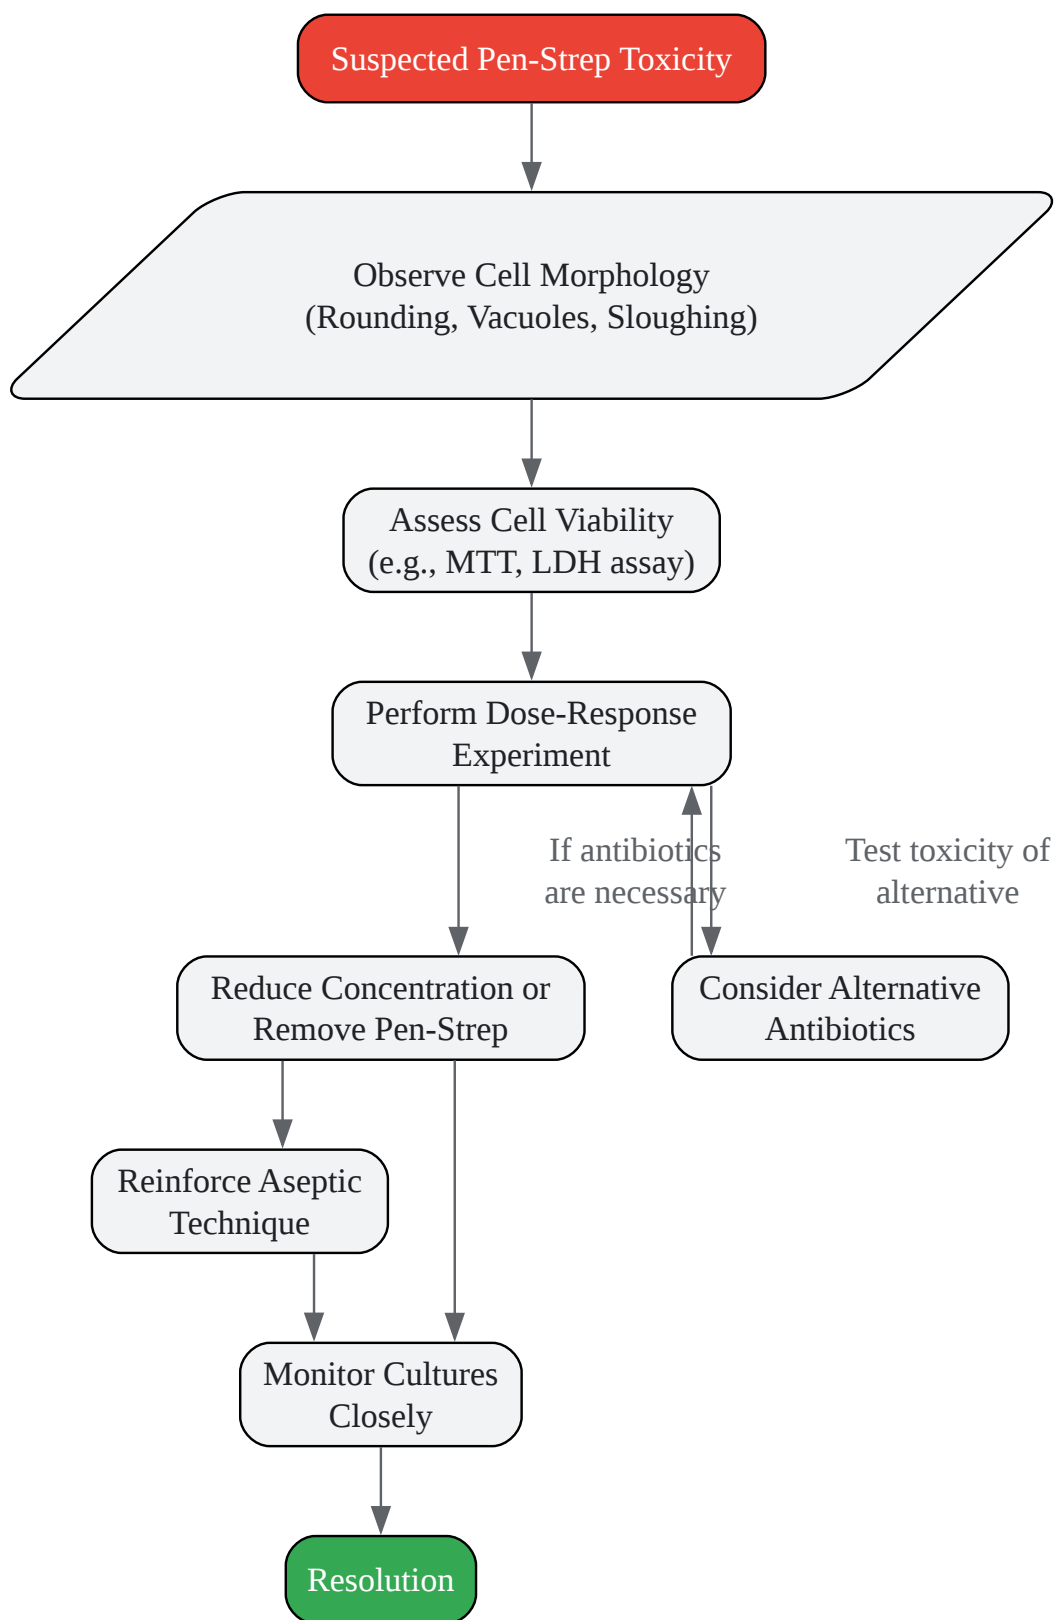 Suspected Pen-Strep Toxicity
Observe Cell Morphology
(Rounding, Vacuoles, Sloughing)
Assess Cell Viability
(e.g., MTT, LDH assay)
Perform Dose-Response
Experiment
If antibiotics
are necessary
Test toxicity of
alternative
Reduce Concentration or
Remove Pen-Strep
Consider Alternative
Antibiotics
Reinforce Aseptic
Technique
Monitor Cultures
Closely
Resolution